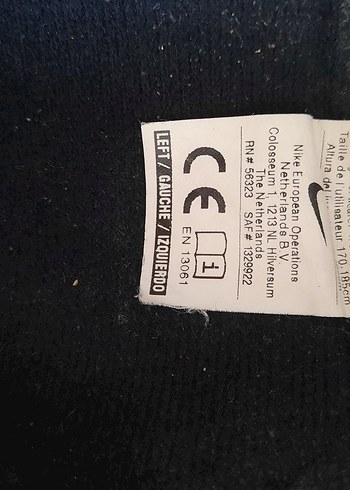 Taille de l'utilisateur 170-185cm
Altura del
Nike European Operations
Netherlands B.V
Colosseum 1, 1213 NL Hilversum
The Netherlands
RN# 56323 SAF# 1329922
CE 1
EN 13061
LEFT / GAUCHE / IZQUIERDO